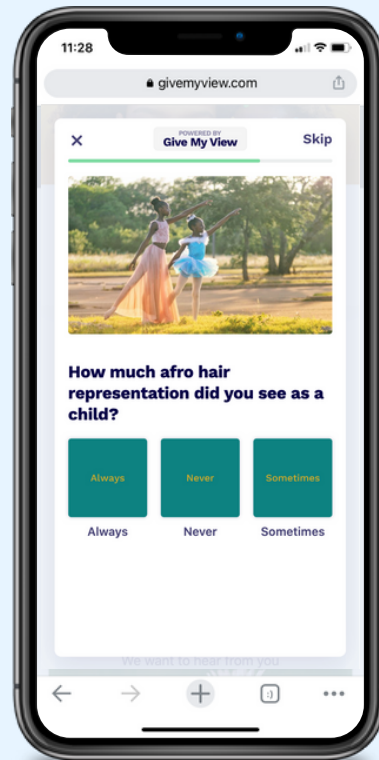 11:28
givemyview.com
POWERED BY
Give My View
Skip
How much afro hair
representation did you see as a
child?
Always Never Sometimes
Always Never Sometimes
We want to hear from you
:)